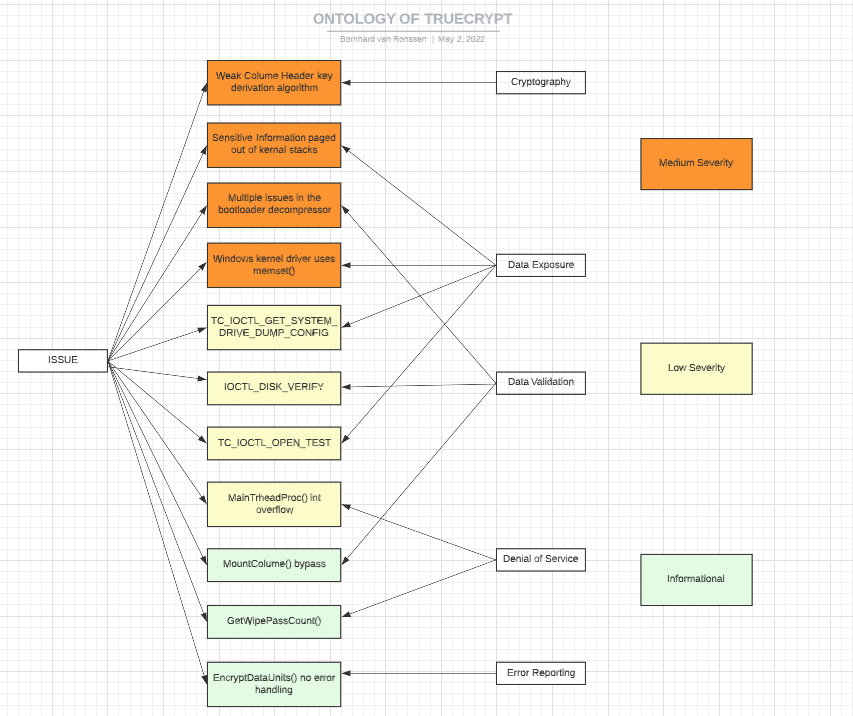 ONTOLOGY OF TRUECRYPT
Bernhard van Renssen | May 2, 2022
Weak Colume Header key
derivation algorithm
Cryptography
Sensitive Information paged
out of kernal stacks
Medium Severity
Multiple issues in the
bootloader decompressor
Windows kernel driver uses
memset()
Data Exposure
TC_IOCTL_GET_SYSTEM_
DRIVE_DUMP_CONFIG
ISSUE
Low Severity
IOCTL_DISK_VERIFY
Data Validation
TC_IOCTL_OPEN_TEST
MainTrheadProc() int
overflow
MountColume() bypass
Denial of Service
Informational
GetWipePassCount()
EncryptDataUnits() no error
handling
Error Reporting